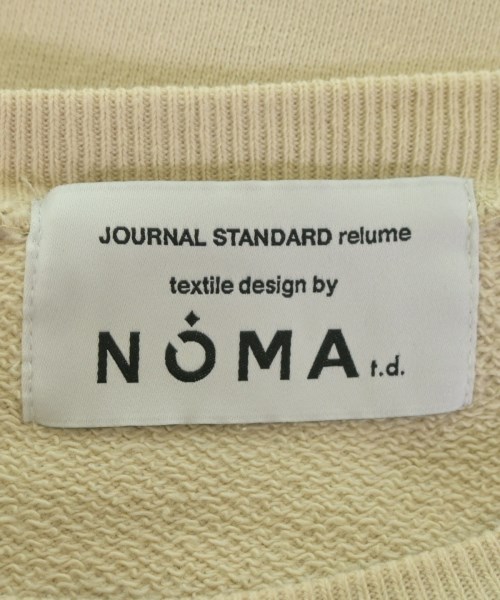 JOURNAL STANDARD relume
textile design by
NOMA t.d.